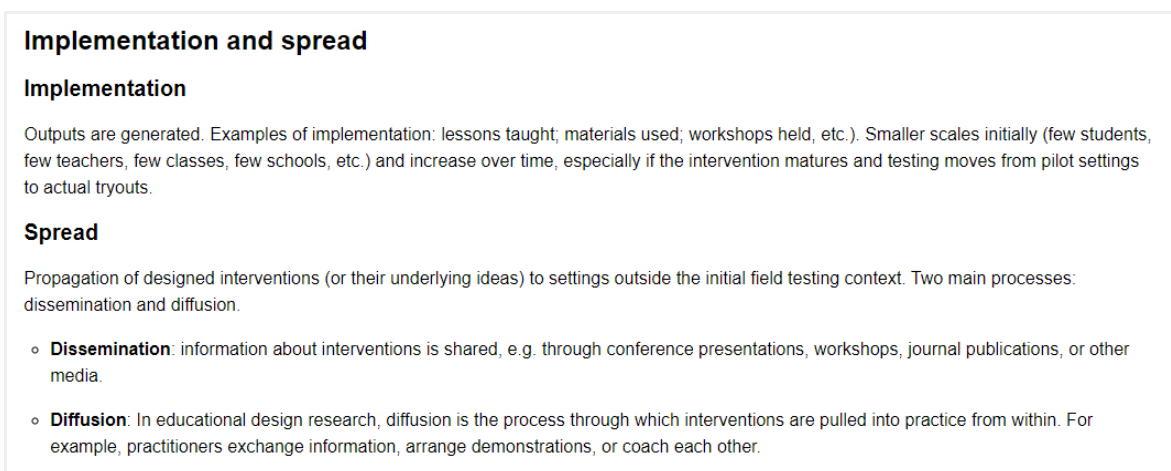 Implementation and spread
Implementation
Outputs are generated. Examples of implementation: lessons taught; materials used; workshops held, etc.). Smaller scales initially (few students,
few teachers, few classes, few schools, etc.) and increase over time, especially if the intervention matures and testing moves from pilot settings
to actual tryouts.
Spread
Propagation of designed interventions (or their underlying ideas) to settings outside the initial field testing context. Two main processes:
dissemination and diffusion.
Dissemination: information about interventions is shared, e.g. through conference presentations, workshops, journal publications, or other
media.
Diffusion: In educational design research, diffusion is the process through which interventions are pulled into practice from within. For
example, practitioners exchange information, arrange demonstrations, or coach each other.